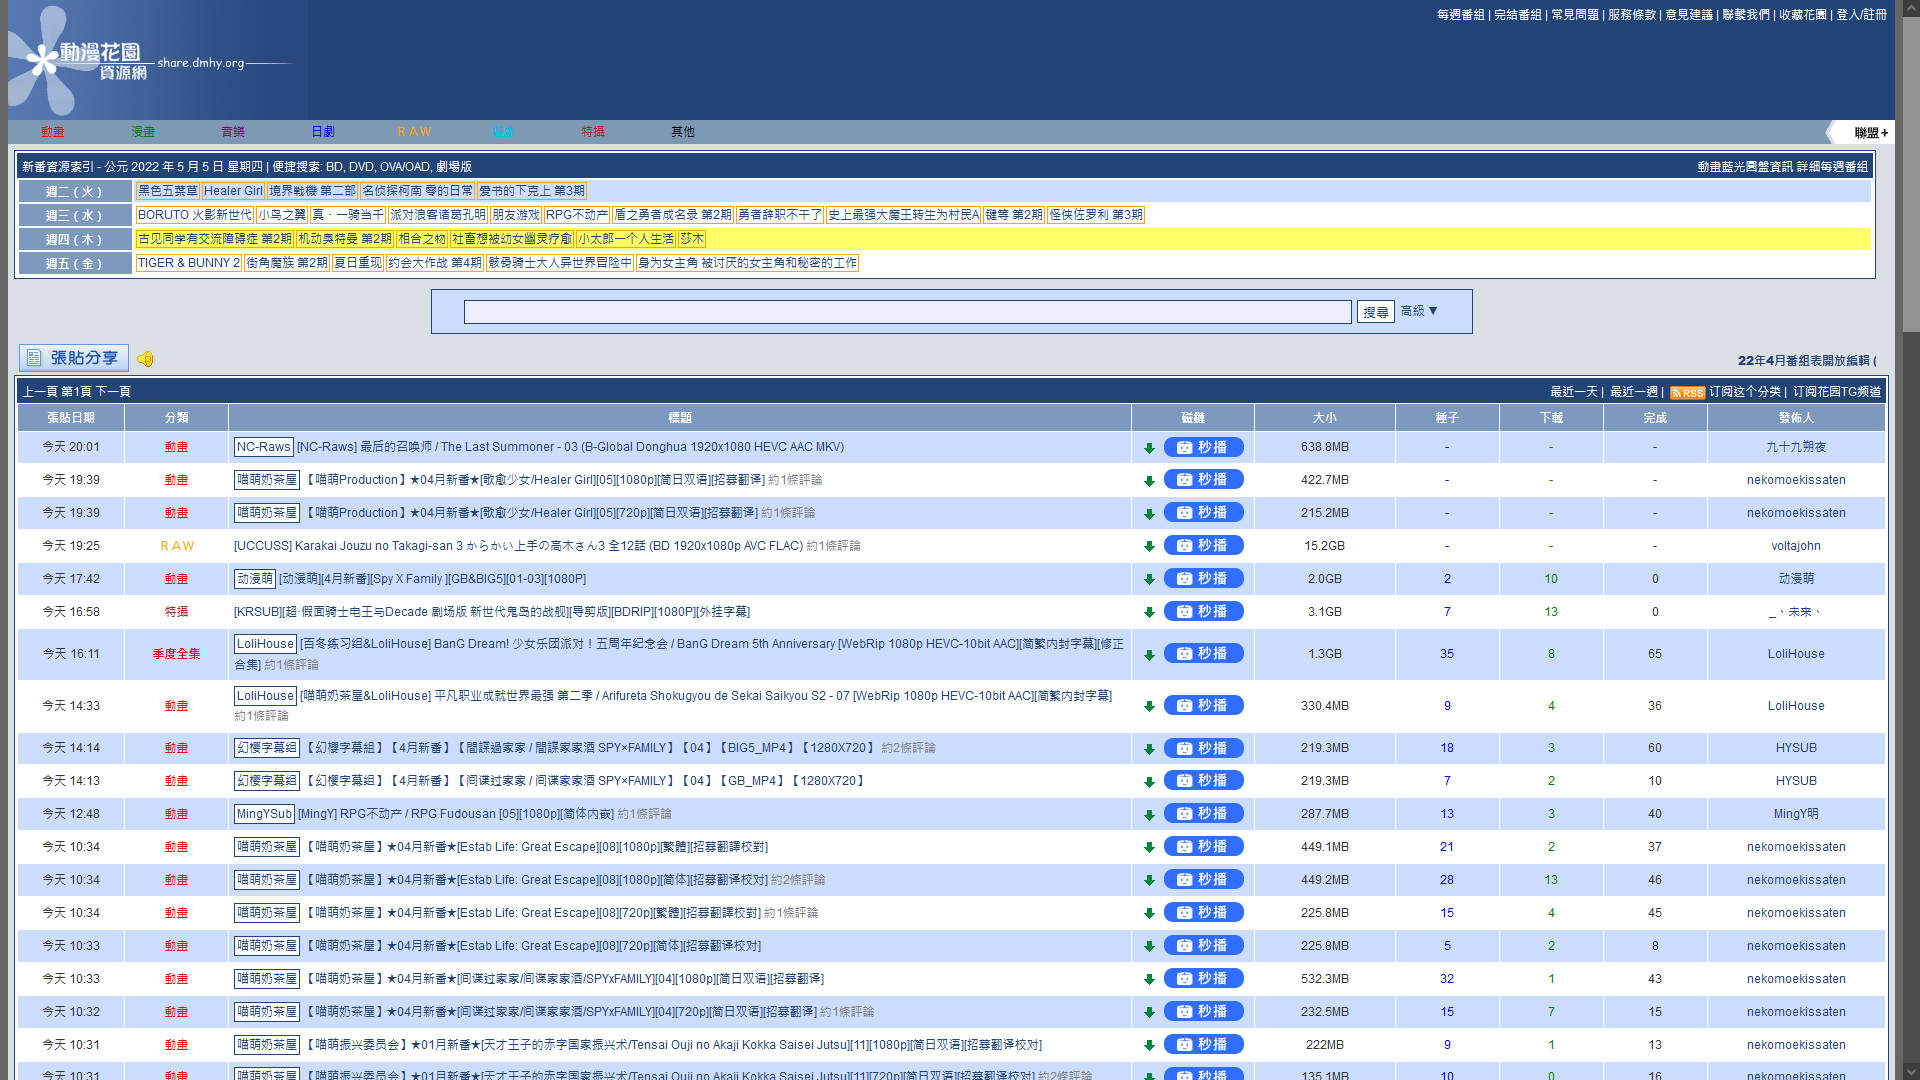 每週番組 | 完結番組 | 常見問題 | 服務條款 | 意見建議 | 聯繫我們 | 收藏花園 | 登入/註冊
動漫花園
資源網
share.dmhy.org
動畫 漫畫 音樂 日劇 ＲＡＷ 特攝 其他
聯盟+
新番資源索引 - 公元 2022 年 5 月 5 日 星期四 | 便捷搜索: BD, DVD, OVA/OAD, 劇場版 動畫藍光圓盤資訊 詳細每週番組
週二 ( 火 ) 黑色五葉草 Healer Girl 境界戦機 第二部 名侦探柯南 零的日常 爱书的下克上 第3期
週三 ( 水 ) BORUTO 火影新世代 小鸟之翼 真・一骑当千 派对浪客诸葛孔明 朋友游戏 RPG不动产 盾之勇者成名录 第2期 勇者辞职不干了 史上最强大魔王转生为村民A 键等 第2期 怪侠佐罗利 第3期
週四 ( 木 ) 古见同学有交流障碍症 第2期 机动奥特曼 第2期 相合之物 社畜想被幼女幽灵疗愈 小太郎一个人生活 莎木
週五 ( 金 ) TIGER & BUNNY 2 街角魔族 第2期 夏日重现 约会大作战 第4期 骸骨骑士大人异世界冒险中 身为女主角 被讨厌的女主角和秘密的工作
搜尋 高級 ▼
張貼分享
22年4月番組表開放編輯 (
上一頁 第1頁 下一頁 最近一天 | 最近一週 | RSS 订阅这个分类 | 订阅花园TG频道
張貼日期 分類 標題 磁鏈 大小 種子 下載 完成 發佈人
今天 20:01 動畫 NC-Raws [NC-Raws] 最后的召唤师 / The Last Summoner - 03 (B-Global Donghua 1920x1080 HEVC AAC MKV) 秒播 638.8MB - - - 九十九朔夜
今天 19:39 動畫 喵萌奶茶屋 【喵萌Production】★04月新番★[歌愈少女/Healer Girl][05][1080p][简日双语][招募翻译] 約1條評論 秒播 422.7MB - - - nekomoekissaten
今天 19:39 動畫 喵萌奶茶屋 【喵萌Production】★04月新番★[歌愈少女/Healer Girl][05][720p][简日双语][招募翻译] 約1條評論 秒播 215.2MB - - - nekomoekissaten
今天 19:25 ＲＡＷ [UCCUSS] Karakai Jouzu no Takagi-san 3 からかい上手の高木さん3 全12話 (BD 1920x1080p AVC FLAC) 約1條評論 秒播 15.2GB - - - voltajohn
今天 17:42 動畫 动漫萌 [动漫萌][4月新番][Spy X Family ][GB&BIG5][01-03][1080P] 秒播 2.0GB 2 10 0 动漫萌
今天 16:58 特攝 [KRSUB][超·假面骑士电王与Decade 剧场版 新世代鬼岛的战舰][导剪版][BDRIP][1080P][外挂字幕] 秒播 3.1GB 7 13 0 _、未来、
今天 16:11 季度全集 LoliHouse [百冬练习组&LoliHouse] BanG Dream! 少女乐团派对！五周年纪念会 / BanG Dream 5th Anniversary [WebRip 1080p HEVC-10bit AAC][简繁内封字幕][修正
合集] 約1條評論 秒播 1.3GB 35 8 65 LoliHouse
今天 14:33 動畫 LoliHouse [喵萌奶茶屋&LoliHouse] 平凡职业成就世界最强 第二季 / Arifureta Shokugyou de Sekai Saikyou S2 - 07 [WebRip 1080p HEVC-10bit AAC][简繁内封字幕]
約1條評論 秒播 330.4MB 9 4 36 LoliHouse
今天 14:14 動畫 幻櫻字幕組 【幻櫻字幕組】【4月新番】【間諜過家家 / 間諜家家酒 SPY×FAMILY】【04】【BIG5_MP4】【1280X720】 約2條評論 秒播 219.3MB 18 3 60 HYSUB
今天 14:13 動畫 幻櫻字幕組 【幻櫻字幕組】【4月新番】【间谍过家家 / 间谍家家酒 SPY×FAMILY】【04】【GB_MP4】【1280X720】 秒播 219.3MB 7 2 10 HYSUB
今天 12:48 動畫 MingYSub [MingY] RPG不动产 / RPG Fudousan [05][1080p][简体内嵌] 約1條評論 秒播 287.7MB 13 3 40 MingY明
今天 10:34 動畫 喵萌奶茶屋 【喵萌奶茶屋】★04月新番★[Estab Life: Great Escape][08][1080p][繁體][招募翻譯校對] 秒播 449.1MB 21 2 37 nekomoekissaten
今天 10:34 動畫 喵萌奶茶屋 【喵萌奶茶屋】★04月新番★[Estab Life: Great Escape][08][1080p][简体][招募翻译校对] 約2條評論 秒播 449.2MB 28 13 46 nekomoekissaten
今天 10:34 動畫 喵萌奶茶屋 【喵萌奶茶屋】★04月新番★[Estab Life: Great Escape][08][720p][繁體][招募翻譯校對] 約1條評論 秒播 225.8MB 15 4 45 nekomoekissaten
今天 10:33 動畫 喵萌奶茶屋 【喵萌奶茶屋】★04月新番★[Estab Life: Great Escape][08][720p][简体][招募翻译校对] 秒播 225.8MB 5 2 8 nekomoekissaten
今天 10:33 動畫 喵萌奶茶屋 【喵萌奶茶屋】★04月新番★[间谍过家家/间谍家家酒/SPYxFAMILY][04][1080p][简日双语][招募翻译] 秒播 532.3MB 32 1 43 nekomoekissaten
今天 10:32 動畫 喵萌奶茶屋 【喵萌奶茶屋】★04月新番★[间谍过家家/间谍家家酒/SPYxFAMILY][04][720p][简日双语][招募翻译] 約1條評論 秒播 232.5MB 15 7 15 nekomoekissaten
今天 10:31 動畫 喵萌奶茶屋 【喵萌振兴委员会】★01月新番★[天才王子的赤字国家振兴术/Tensai Ouji no Akaji Kokka Saisei Jutsu][11][1080p][简日双语][招募翻译校对] 秒播 222MB 9 1 13 nekomoekissaten
今天 10:31 動畫 喵萌奶茶屋 【喵萌振兴委员会】★01月新番★[天才王子的赤字国家振兴术/Tensai Ouji no Akaji Kokka Saisei Jutsu][11][720p][简日双语][招募翻译校对] 約2條評論 秒播 135.1MB 10 0 16 nekomoekissaten